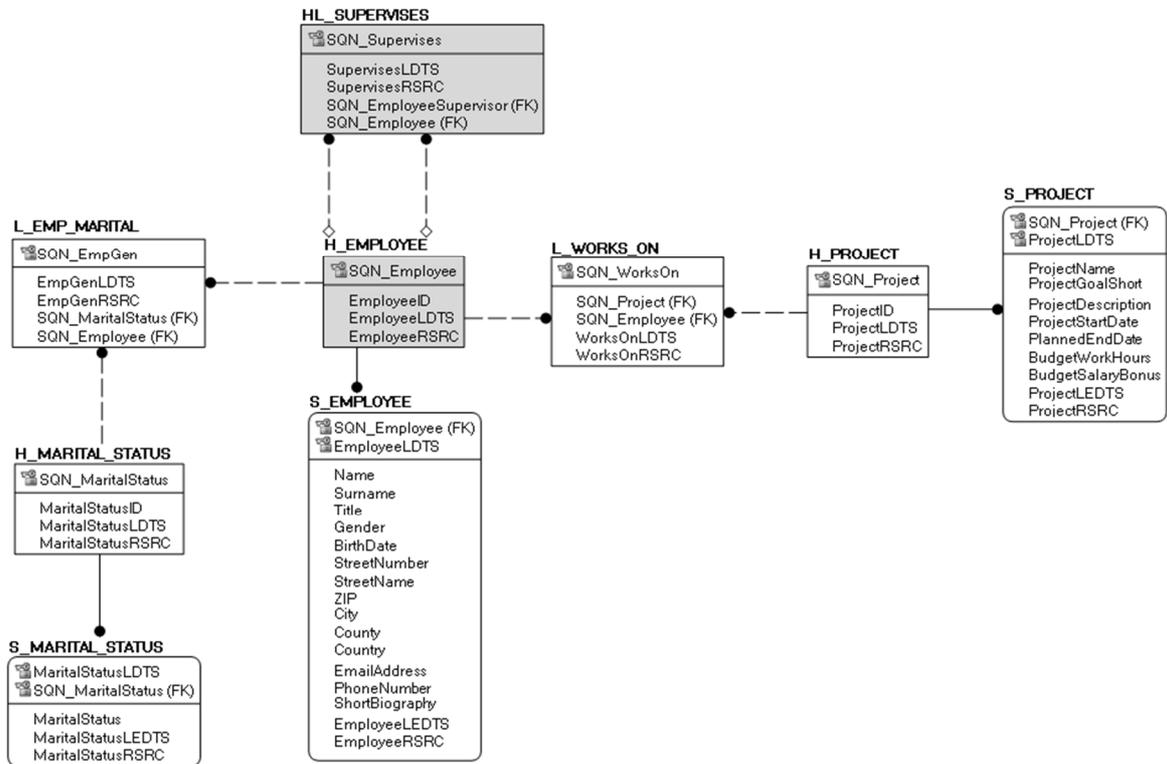 HL_SUPERVISES
SQN_Supervises
SupervisesLDTS
SupervisesRSRC
SQN_EmployeeSupervisor (FK)
SQN_Employee (FK)
L_EMP_MARITAL
SQN_EmpGen
EmpGenLDTS
EmpGenRSRC
SQN_MaritalStatus (FK)
SQN_Employee (FK)
H_EMPLOYEE
SQN_Employee
EmployeeID
EmployeeLDTS
EmployeeRSRC
L_WORKS_ON
SQN_WorksOn
SQN_Project (FK)
SQN_Employee (FK)
WorksOnLDTS
WorksOnRSRC
H_PROJECT
SQN_Project
ProjectID
ProjectLDTS
ProjectRSRC
S_PROJECT
SQN_Project (FK)
ProjectLDTS
ProjectName
ProjectGoalShort
ProjectDescription
ProjectStartDate
PlannedEndDate
BudgetWorkHours
BudgetSalaryBonus
ProjectLEDTS
ProjectRSRC
H_MARITAL_STATUS
SQN_MaritalStatus
MaritalStatusID
MaritalStatusLDTS
MaritalStatusRSRC
S_EMPLOYEE
SQN_Employee (FK)
EmployeeLDTS
Name
Surname
Title
Gender
BirthDate
StreetNumber
StreetName
ZIP
City
County
Country
EmailAddress
PhoneNumber
ShortBiography
EmployeeLEDTS
EmployeeRSRC
S_MARITAL_STATUS
MaritalStatusLDTS
SQN_MaritalStatus (FK)
MaritalStatus
MaritalStatusLEDTS
MaritalStatusRSRC